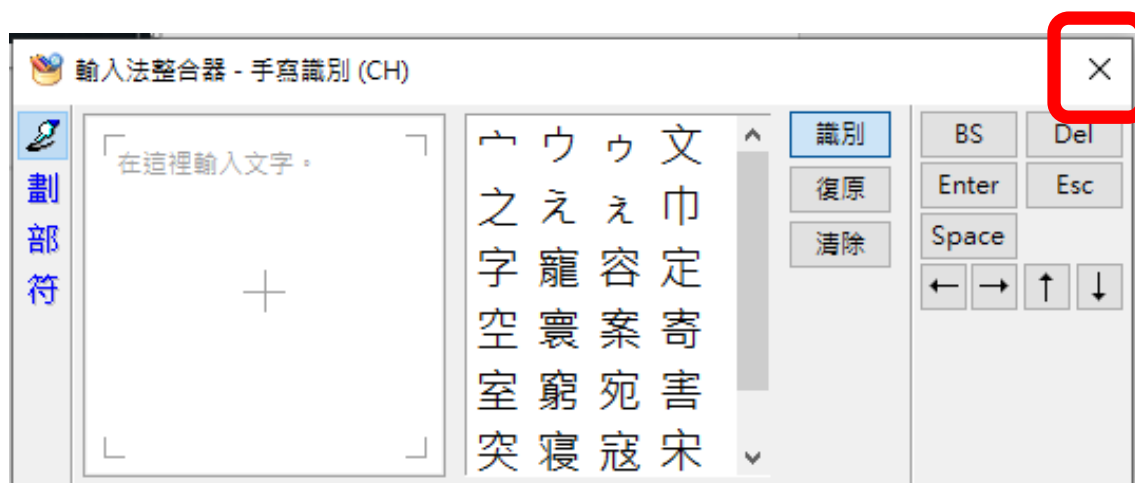 輸入法整合器 - 手寫識別 (CH)
劃
部
符
在這裡輸入文字。
宀 ウ ゥ 文
之 え ぇ 巾
字 寵 容 定
空 寰 案 寄
室 窮 宛 害
突 寑 寇 宋
識別
復原
清除
BS Del
Enter Esc
Space
← → ↑ ↓